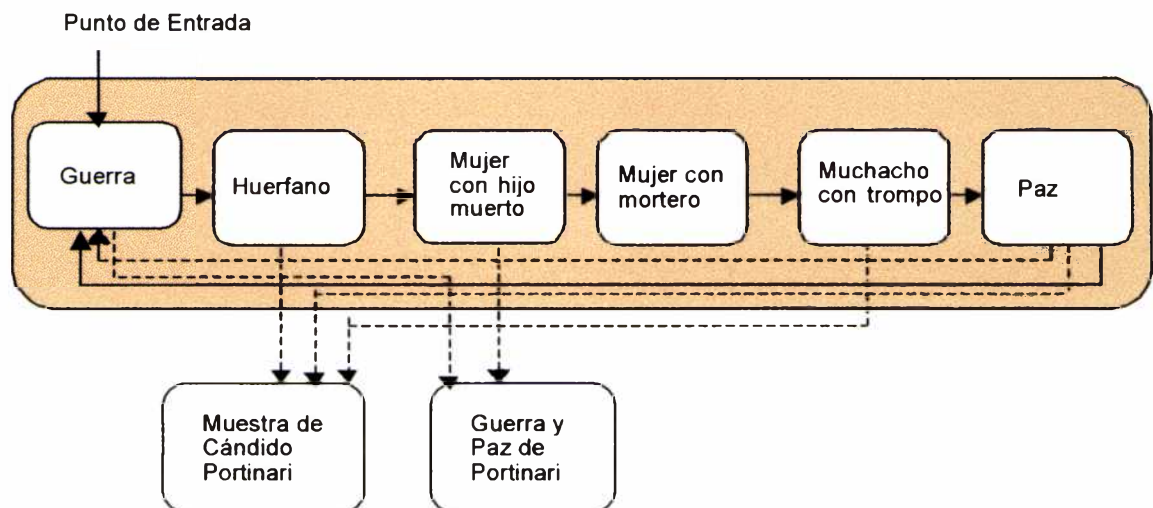 Punto de Entrada
Guerra
Huerfano
Mujer
con hijo
muerto
Mujer con
mortero
Muchacho
con trompo
Paz
Muestra de
Cándido
Portinari
Guerra y
Paz de
Portinari